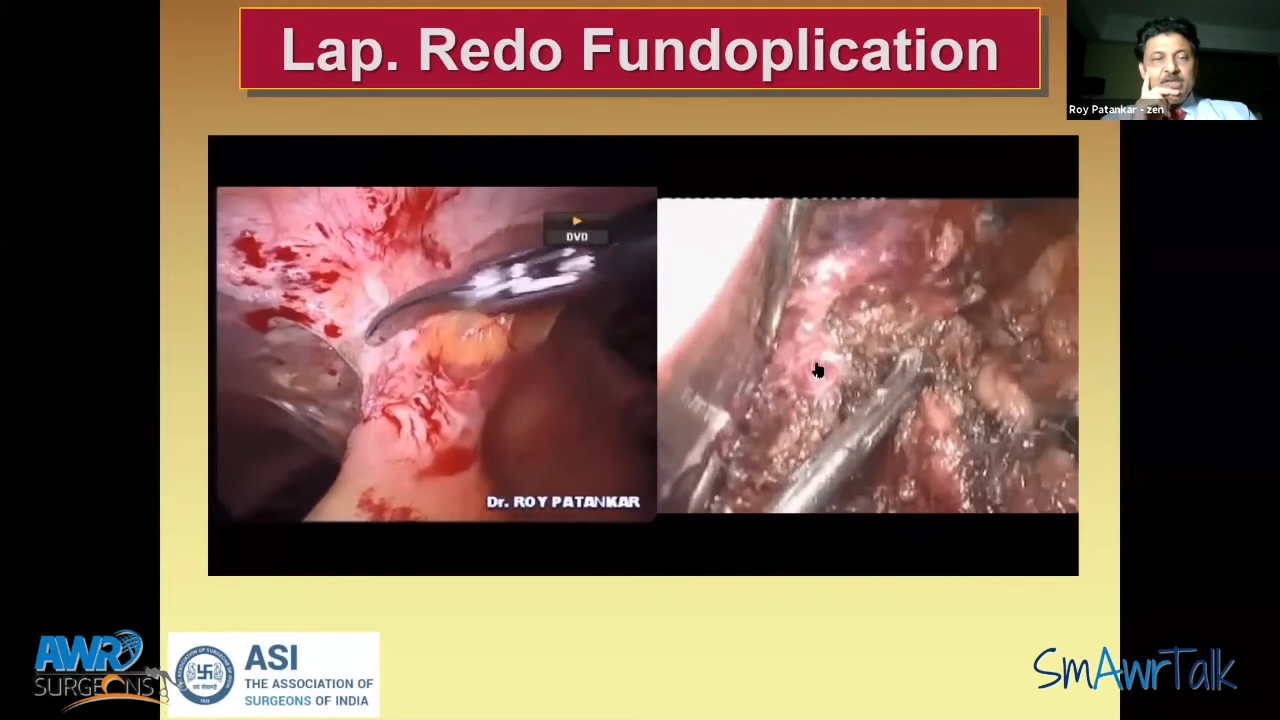 Lap. Redo Fundoplication
Roy Patankar - zen
DVD
Dr. ROY PATANKAR
AWR
SURGEONS
ASI
THE ASSOCIATION OF
SURGEONS OF INDIA
SmAwrTalk